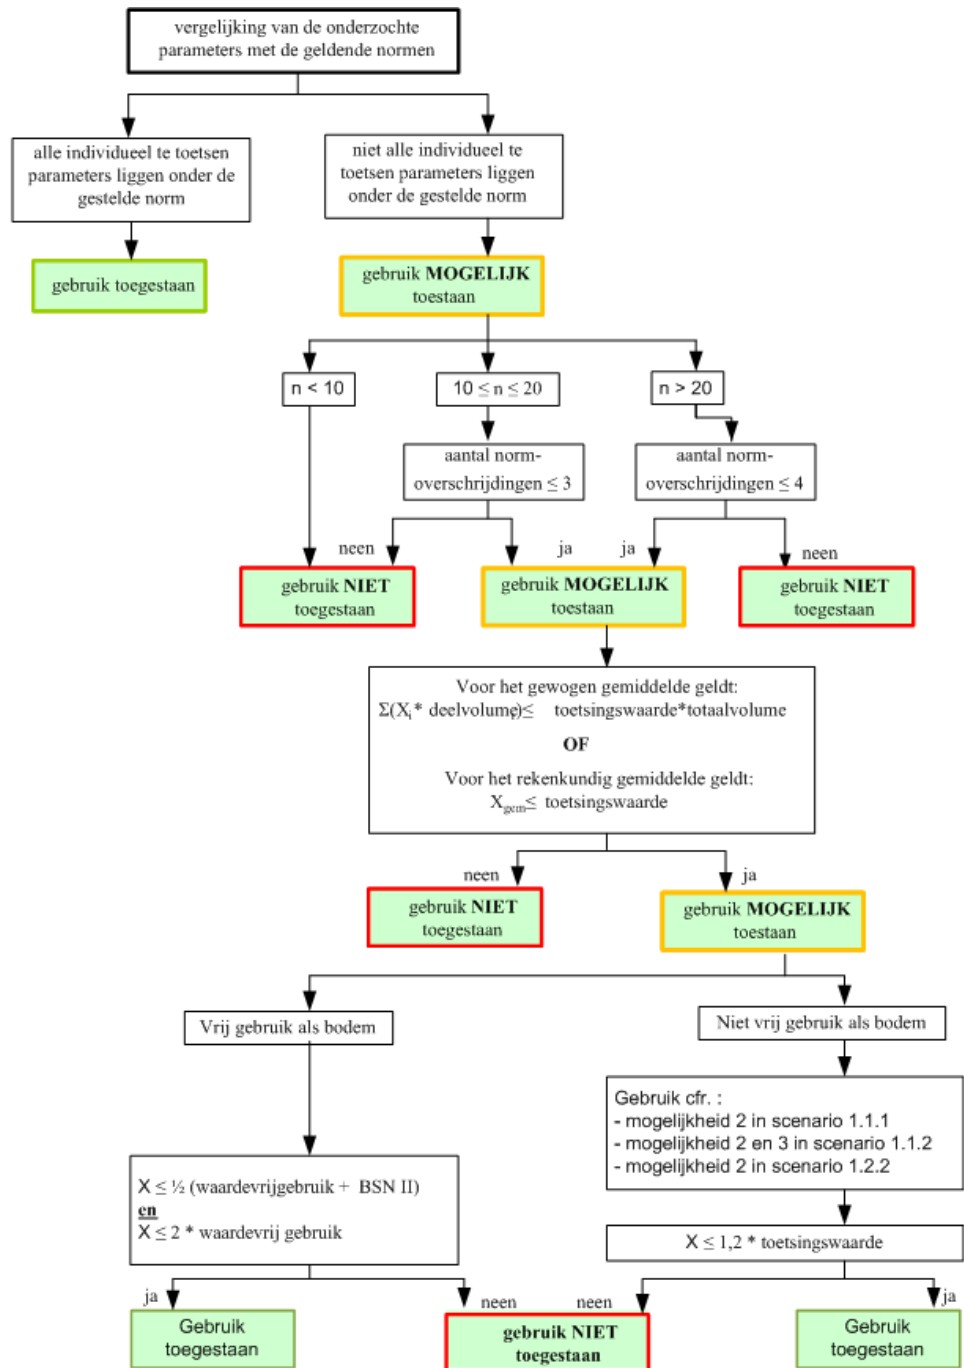 vergelijking van de onderzochte
parameters met de geldende normen
alle individueel te toetsen
parameters liggen onder de
gestelde norm
niet alle individueel te
toetsen parameters liggen
onder de gestelde norm
gebruik toegestaan
gebruik MOGELIJK
toestaan
n < 10
10 ≤ n ≤ 20
n > 20
aantal norm-
overschrijdingen ≤ 3
aantal norm-
overschrijdingen ≤ 4
neen
ja
ja
neen
gebruik NIET
toegestaan
gebruik MOGELIJK
toestaan
gebruik NIET
toegestaan
Voor het gewogen gemiddelde geldt:
Σ(Xi * deelvolume)≤ toetsingswaarde*totaalvolume
OF
Voor het rekenkundig gemiddelde geldt:
Xgem≤ toetsingswaarde
neen
ja
gebruik NIET
toegestaan
gebruik MOGELIJK
toestaan
Vrij gebruik als bodem
Niet vrij gebruik als bodem
Gebruik cfr. :
- mogelijkheid 2 in scenario 1.1.1
- mogelijkheid 2 en 3 in scenario 1.1.2
- mogelijkheid 2 in scenario 1.2.2
X ≤ ½ (waardevrijgebruik + BSN II)
en
X ≤ 2 * waardevrij gebruik
X ≤ 1,2 * toetsingswaarde
ja
neen
neen
ja
Gebruik
toegestaan
gebruik NIET
toegestaan
Gebruik
toegestaan